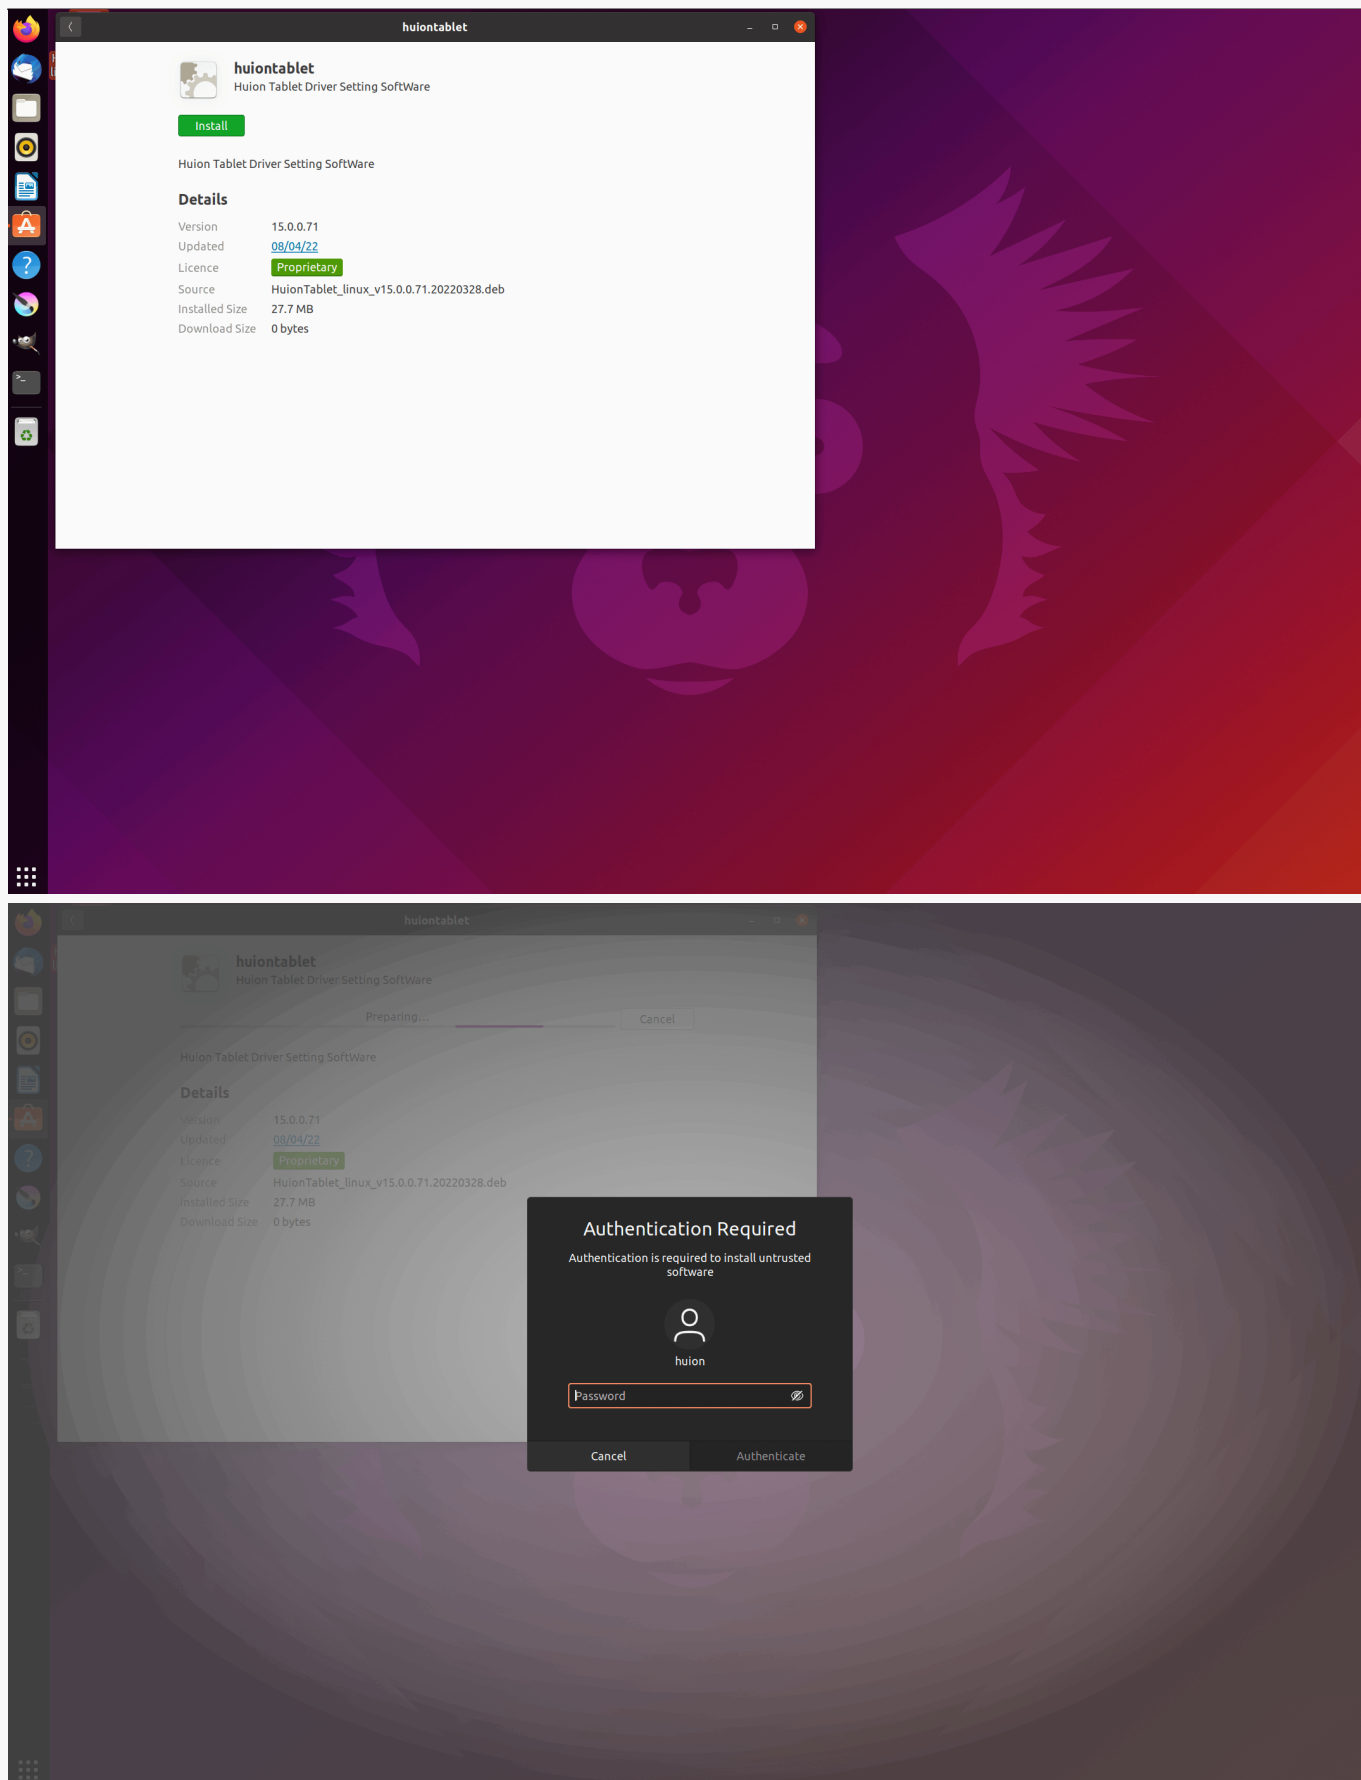 huiontablet
huiontablet
Huion Tablet Driver Setting SoftWare
Install
Huion Tablet Driver Setting SoftWare
Details
Version 15.0.0.71
Updated 08/04/22
Licence Proprietary
Source HuionTablet_linux_v15.0.0.71.20220328.deb
Installed Size 27.7 MB
Download Size 0 bytes
huiontablet
huiontablet
Huion Tablet Driver Setting SoftWare
Preparing...
Cancel
Huion Tablet Driver Setting SoftWare
Details
Version 15.0.0.71
Updated 08/04/22
Licence Proprietary
Source HuionTablet_linux_v15.0.0.71.20220328.deb
Installed Size 27.7 MB
Download Size 0 bytes
Authentication Required
Authentication is required to install untrusted
software
huion
Password
Cancel
Authenticate